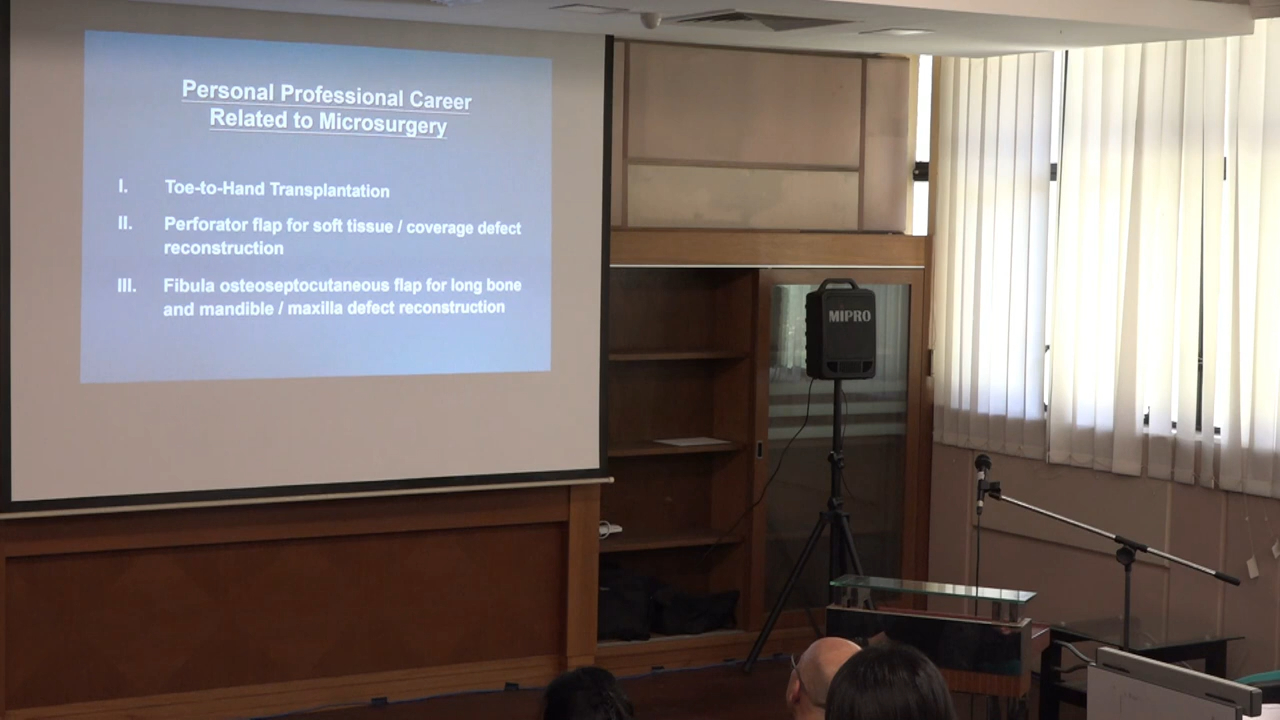 Personal Professional Career
Related to Microsurgery
I. Toe-to-Hand Transplantation
II. Perforator flap for soft tissue / coverage defect
reconstruction
III. Fibula osteoseptocutaneous flap for long bone
and mandible / maxilla defect reconstruction
MIPRO